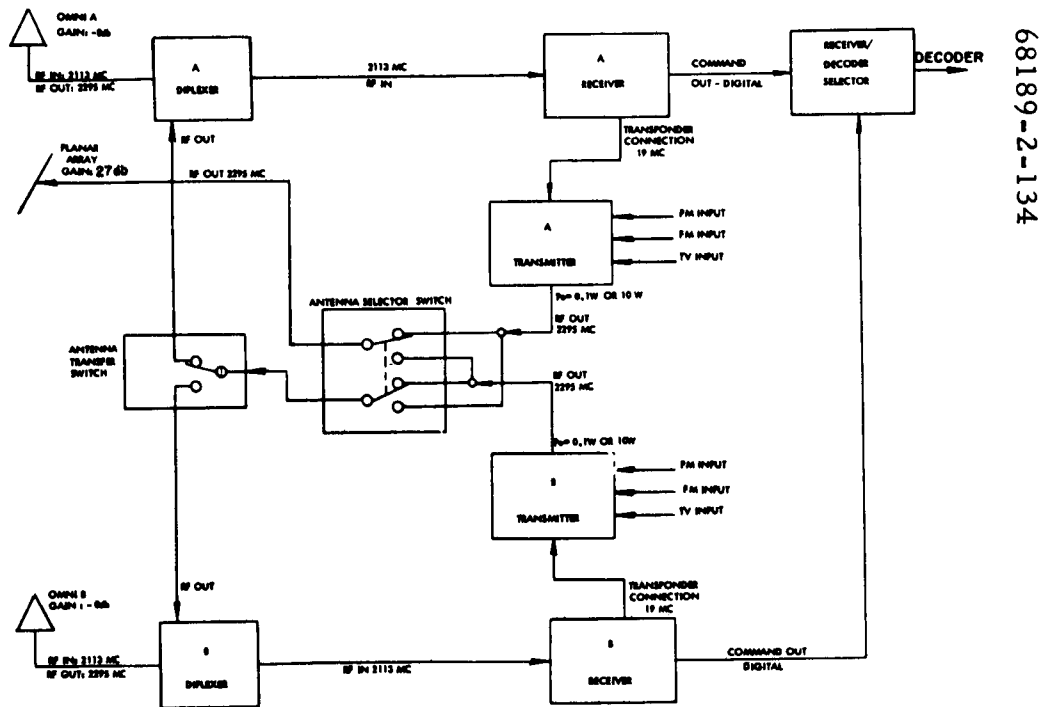 OMNI A
GAIN: -0db
RF IN: 2113 MC
RF OUT: 2295 MC
A
DIPLEXER
2113 MC
RF IN
A
RECEIVER
COMMAND
OUT - DIGITAL
RECEIVER/
DECODER
SELECTOR
DECODER
68189-2-134
RF OUT
TRANSPONDER
CONNECTION
19 MC
PLANAR
ARRAY
GAIN: 27db
RF OUT 2295 MC
A
TRANSMITTER
PM INPUT
FM INPUT
TV INPUT
Po= 0, 1W OR 10 W
ANTENNA SELECTOR SWITCH
RF OUT
2295 MC
ANTENNA
TRANSFER
SWITCH
RF OUT
2295 MC
Po= 0, 1W OR 10W
B
TRANSMITTER
PM INPUT
FM INPUT
TV INPUT
RF OUT
TRANSPONDER
CONNECTION
19 MC
OMNI B
GAIN : - 0db
RF IN: 2113 MC
RF OUT: 2295 MC
B
DIPLEXER
RF IN 2113 MC
B
RECEIVER
COMMAND OUT
DIGITAL